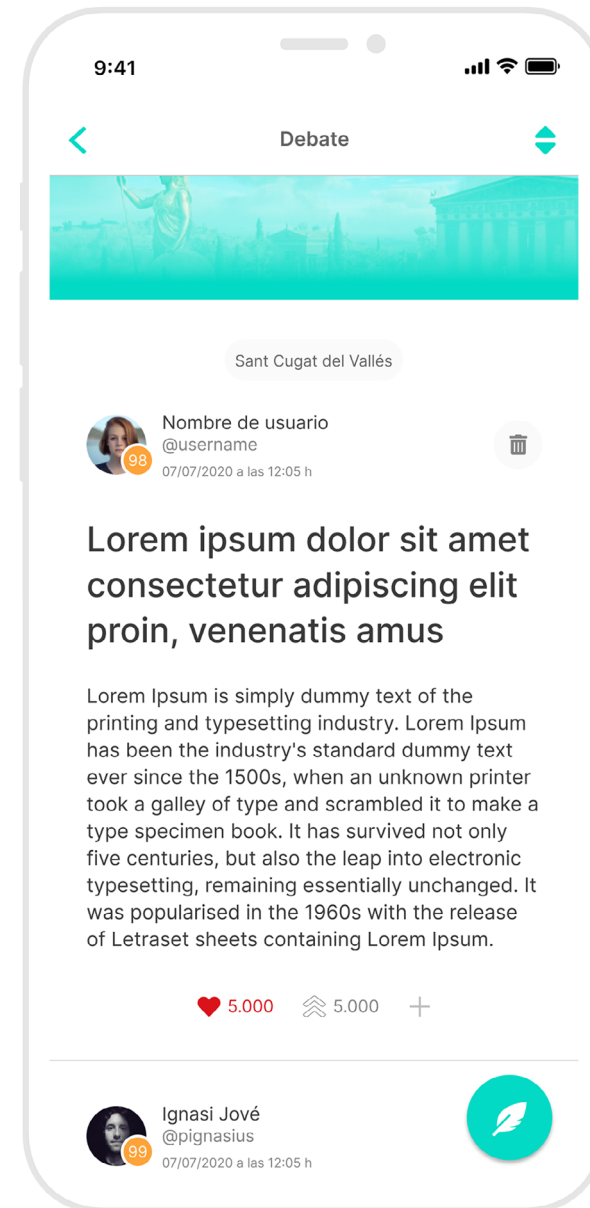 9:41
Debate
Sant Cugat del Vallés
Nombre de usuario
@username
98
07/07/2020 a las 12:05 h
Lorem ipsum dolor sit amet
consectetur adipiscing elit
proin, venenatis amus
Lorem Ipsum is simply dummy text of the
printing and typesetting industry. Lorem Ipsum
has been the industry's standard dummy text
ever since the 1500s, when an unknown printer
took a galley of type and scrambled it to make a
type specimen book. It has survived not only
five centuries, but also the leap into electronic
typesetting, remaining essentially unchanged. It
was popularised in the 1960s with the release
of Letraset sheets containing Lorem Ipsum.
5.000 5.000
Ignasi Jové
@pignasius
99
07/07/2020 a las 12:05 h